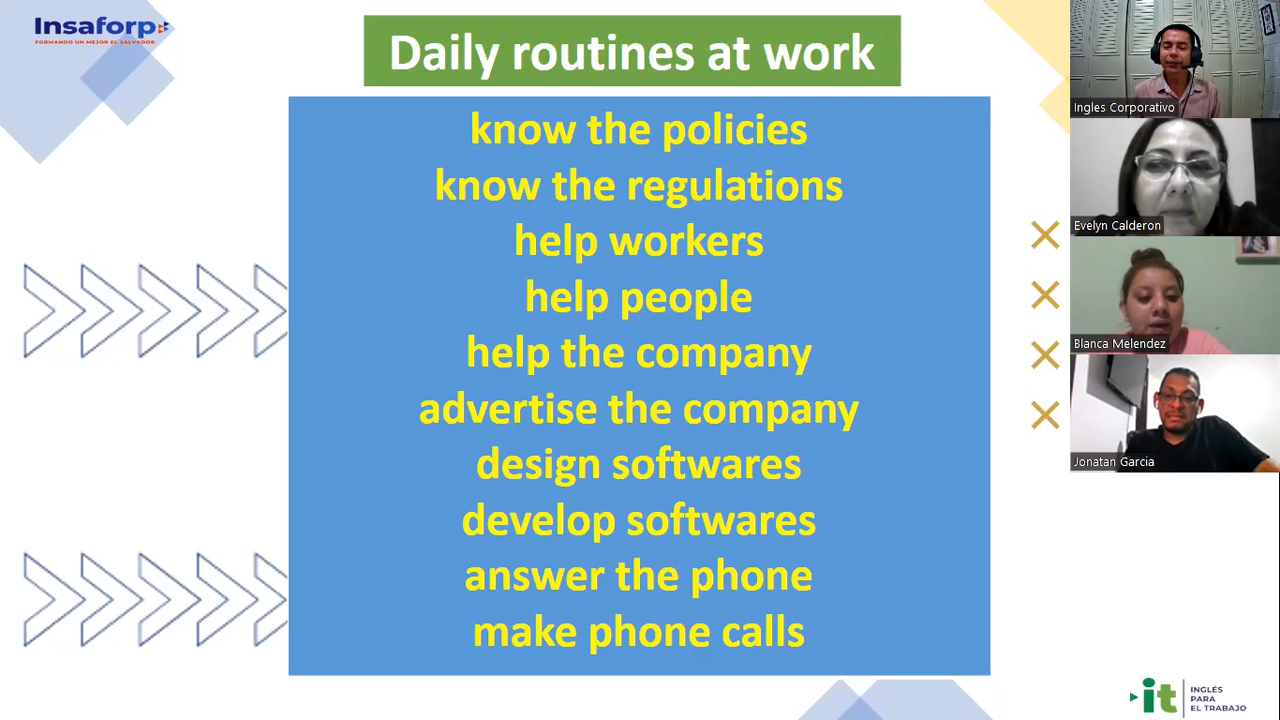 Insaforp
FORMANDO UN MEJOR EL SALVADOR
Daily routines at work
know the policies
know the regulations
help workers
help people
help the company
advertise the company
design softwares
develop softwares
answer the phone
make phone calls
Ingles Corporativo
Evelyn Calderon
Blanca Melendez
Jonatan Garcia
it
INGLÉS
PARA
EL TRABAJO